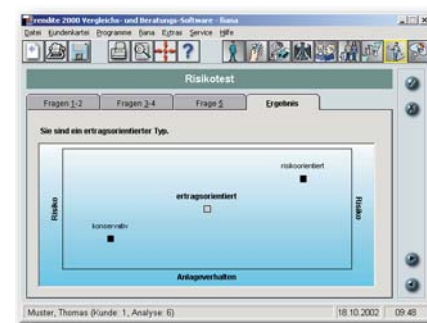 rendite 2000 Vergleichs- und Beratungs-Software - fiana
Datei Kundenkartei Programme fiana Extras Service Hilfe
Risikotest
Fragen 1-2 Fragen 3-4 Frage 5 Ergebnis
Sie sind ein ertragsorientierter Typ.
risikoorientiert
ertragsorientiert
Risiko
Risiko
konservativ
Anlageverhalten
Muster, Thomas (Kunde: 1, Analyse: 6) 18.10.2002 09:48